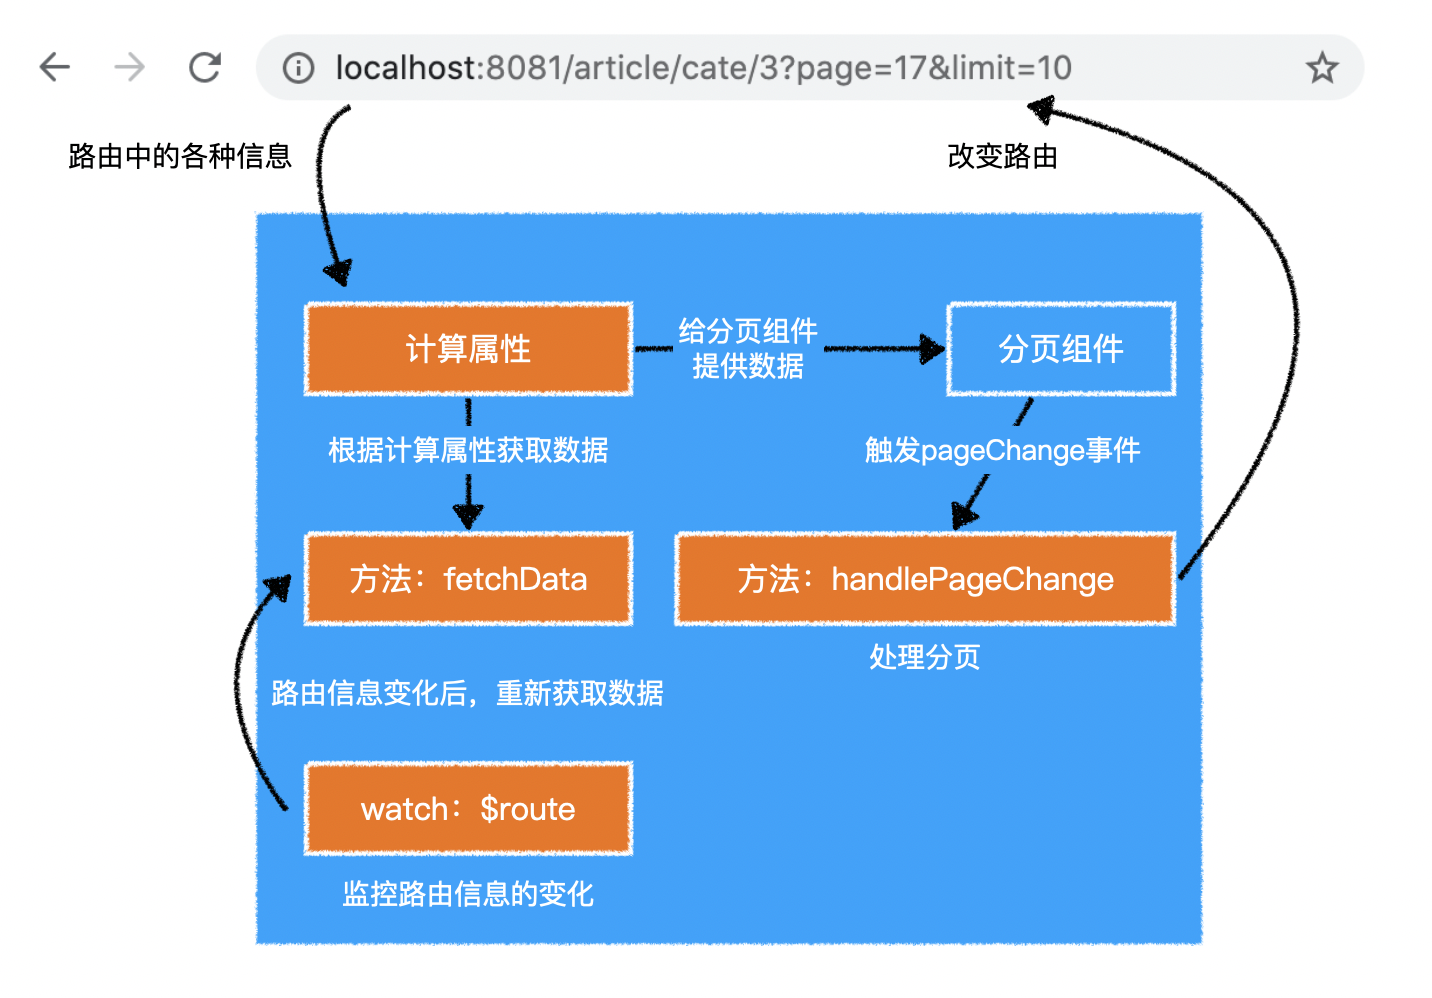 localhost:8081/article/cate/3?page=17&limit=10
路由中的各种信息
改变路由
计算属性
给分页组件
提供数据
分页组件
根据计算属性获取数据
触发pageChange事件
方法：fetchData
方法：handlePageChange
处理分页
路由信息变化后，重新获取数据
watch：$route
监控路由信息的变化